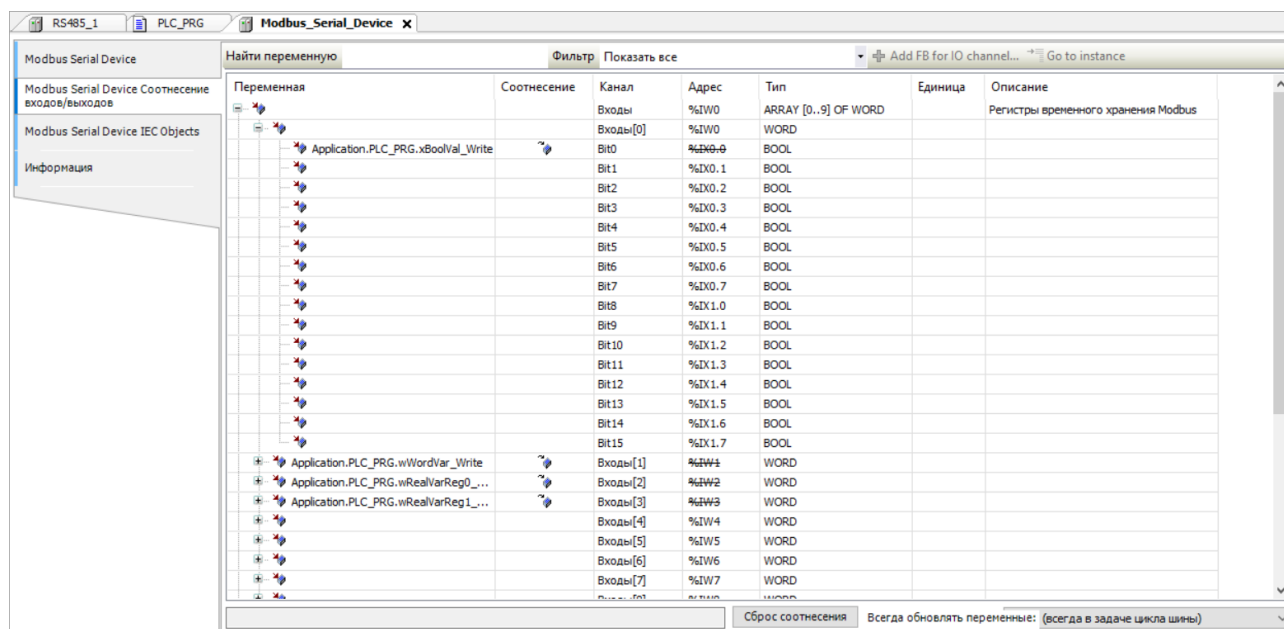 RS485_1 PLC_PRG Modbus_Serial_Device X
Modbus Serial Device
Modbus Serial Device Соотнесение входов/выходов
Modbus Serial Device IEC Objects
Информация
Найти переменную Фильтр Показать все Add FB for IO channel... Go to instance
Переменная Соотнесение Канал Адрес Тип Единица Описание
Входы %IW0 ARRAY [0..9] OF WORD Регистры временного хранения Modbus
Входы[0] %IW0 WORD
Application.PLC_PRG.xBoolVal_Write Bit0 %IX0.0 BOOL
Bit1 %IX0.1 BOOL
Bit2 %IX0.2 BOOL
Bit3 %IX0.3 BOOL
Bit4 %IX0.4 BOOL
Bit5 %IX0.5 BOOL
Bit6 %IX0.6 BOOL
Bit7 %IX0.7 BOOL
Bit8 %IX1.0 BOOL
Bit9 %IX1.1 BOOL
Bit10 %IX1.2 BOOL
Bit11 %IX1.3 BOOL
Bit12 %IX1.4 BOOL
Bit13 %IX1.5 BOOL
Bit14 %IX1.6 BOOL
Bit15 %IX1.7 BOOL
Application.PLC_PRG.wWordVar_Write Входы[1] %IW1 WORD
Application.PLC_PRG.wRealVarReg0_... Входы[2] %IW2 WORD
Application.PLC_PRG.wRealVarReg1_... Входы[3] %IW3 WORD
Входы[4] %IW4 WORD
Входы[5] %IW5 WORD
Входы[6] %IW6 WORD
Входы[7] %IW7 WORD
Сброс соотнесения Всегда обновлять переменные: (всегда в задаче цикла шины)